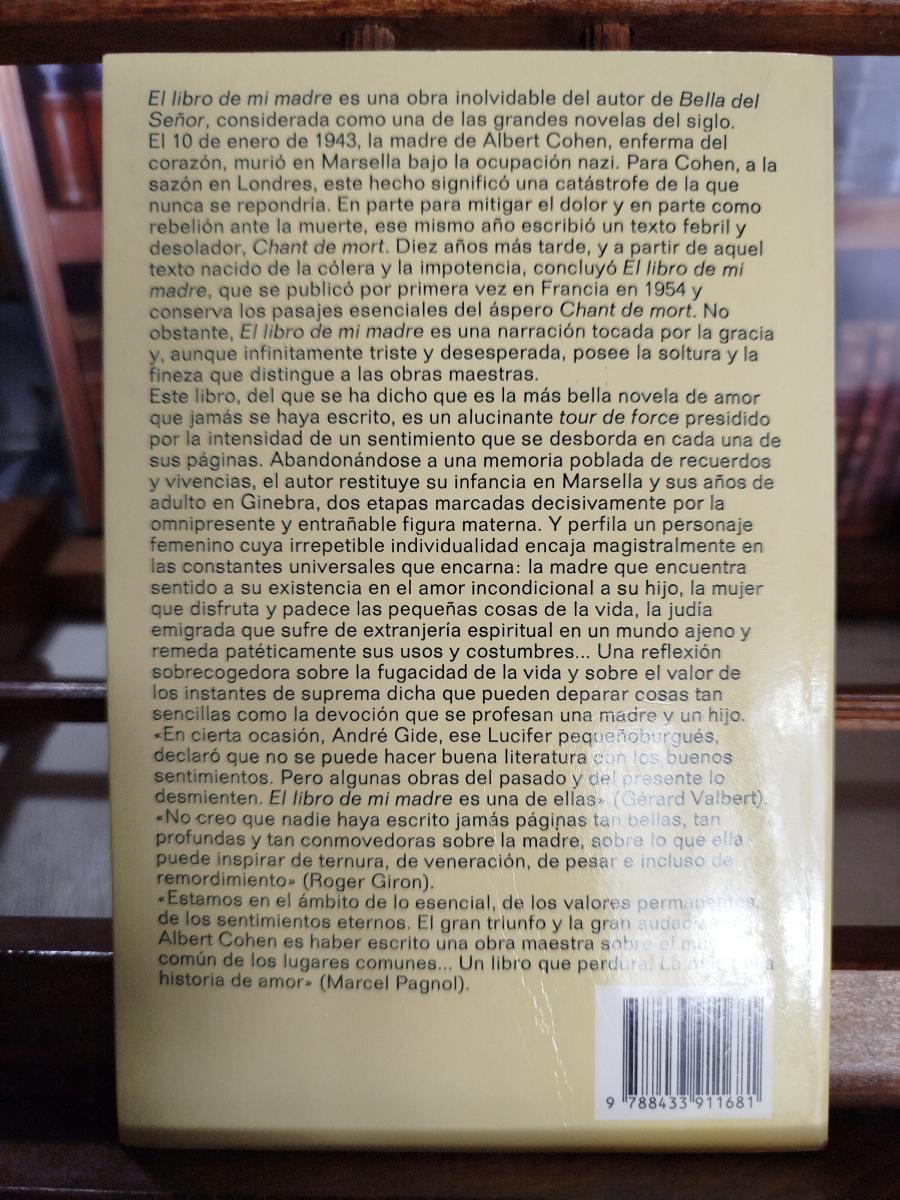 El libro de mi madre es una obra inolvidable del autor de Bella del
Señor, considerada como una de las grandes novelas del siglo.
El 10 de enero de 1943, la madre de Albert Cohen, enferma del
corazón, murió en Marsella bajo la ocupación nazi. Para Cohen, a la
sazón en Londres, este hecho significó una catástrofe de la que
nunca se repondría. En parte para mitigar el dolor y en parte como
rebelión ante la muerte, ese mismo año escribió un texto febril y
desolador, Chant de mort. Diez años más tarde, y a partir de aquel
texto nacido de la cólera y la impotencia, concluyó El libro de mi
madre, que se publicó por primera vez en Francia en 1954 y
conserva los pasajes esenciales del áspero Chant de mort. No
obstante, El libro de mi madre es una narración tocada por la gracia
y, aunque infinitamente triste y desesperada, posee la soltura y la
fineza que distingue a las obras maestras.
Este libro, del que se ha dicho que es la más bella novela de amor
que jamás se haya escrito, es un alucinante tour de force presidido
por la intensidad de un sentimiento que se desborda en cada una de
sus páginas. Abandonándose a una memoria poblada de recuerdos
y vivencias, el autor restituye su infancia en Marsella y sus años de
adulto en Ginebra, dos etapas marcadas decisivamente por la
omnipresente y entrañable figura materna. Y perfila un personaje
femenino cuya irrepetible individualidad encaja magistralmente en
las constantes universales que encarna: la madre que encuentra
sentido a su existencia en el amor incondicional a su hijo, la mujer
que disfruta y padece las pequeñas cosas de la vida, la judía
emigrada que sufre de extranjería espiritual en un mundo ajeno y
remeda patéticamente sus usos y costumbres... Una reflexión
sobrecogedora sobre la fugacidad de la vida y sobre el valor de
los instantes de suprema dicha que pueden deparar cosas tan
sencillas como la devoción que se profesan una madre y un hijo.
«En cierta ocasión, André Gide, ese Lucifer pequeñoburgués,
declaró que no se puede hacer buena literatura con los buenos
sentimientos. Pero algunas obras del pasado y del presente lo
desmienten. El libro de mi madre es una de ellas» (Gérard Valbert).
«No creo que nadie haya escrito jamás páginas tan bellas, tan
profundas y tan conmovedoras sobre la madre, sobre lo que ella
puede inspirar de ternura, de veneración, de pesar e incluso de
remordimiento» (Roger Giron).
«Estamos en el ámbito de lo esencial, de los valores permanentes,
de los sentimientos eternos. El gran triunfo y la gran
Albert Cohen es haber escrito una obra maestra sobre el
común de los lugares comunes... Un libro que perdura. La
historia de amor» (Marcel Pagnol).
9 788433 911681